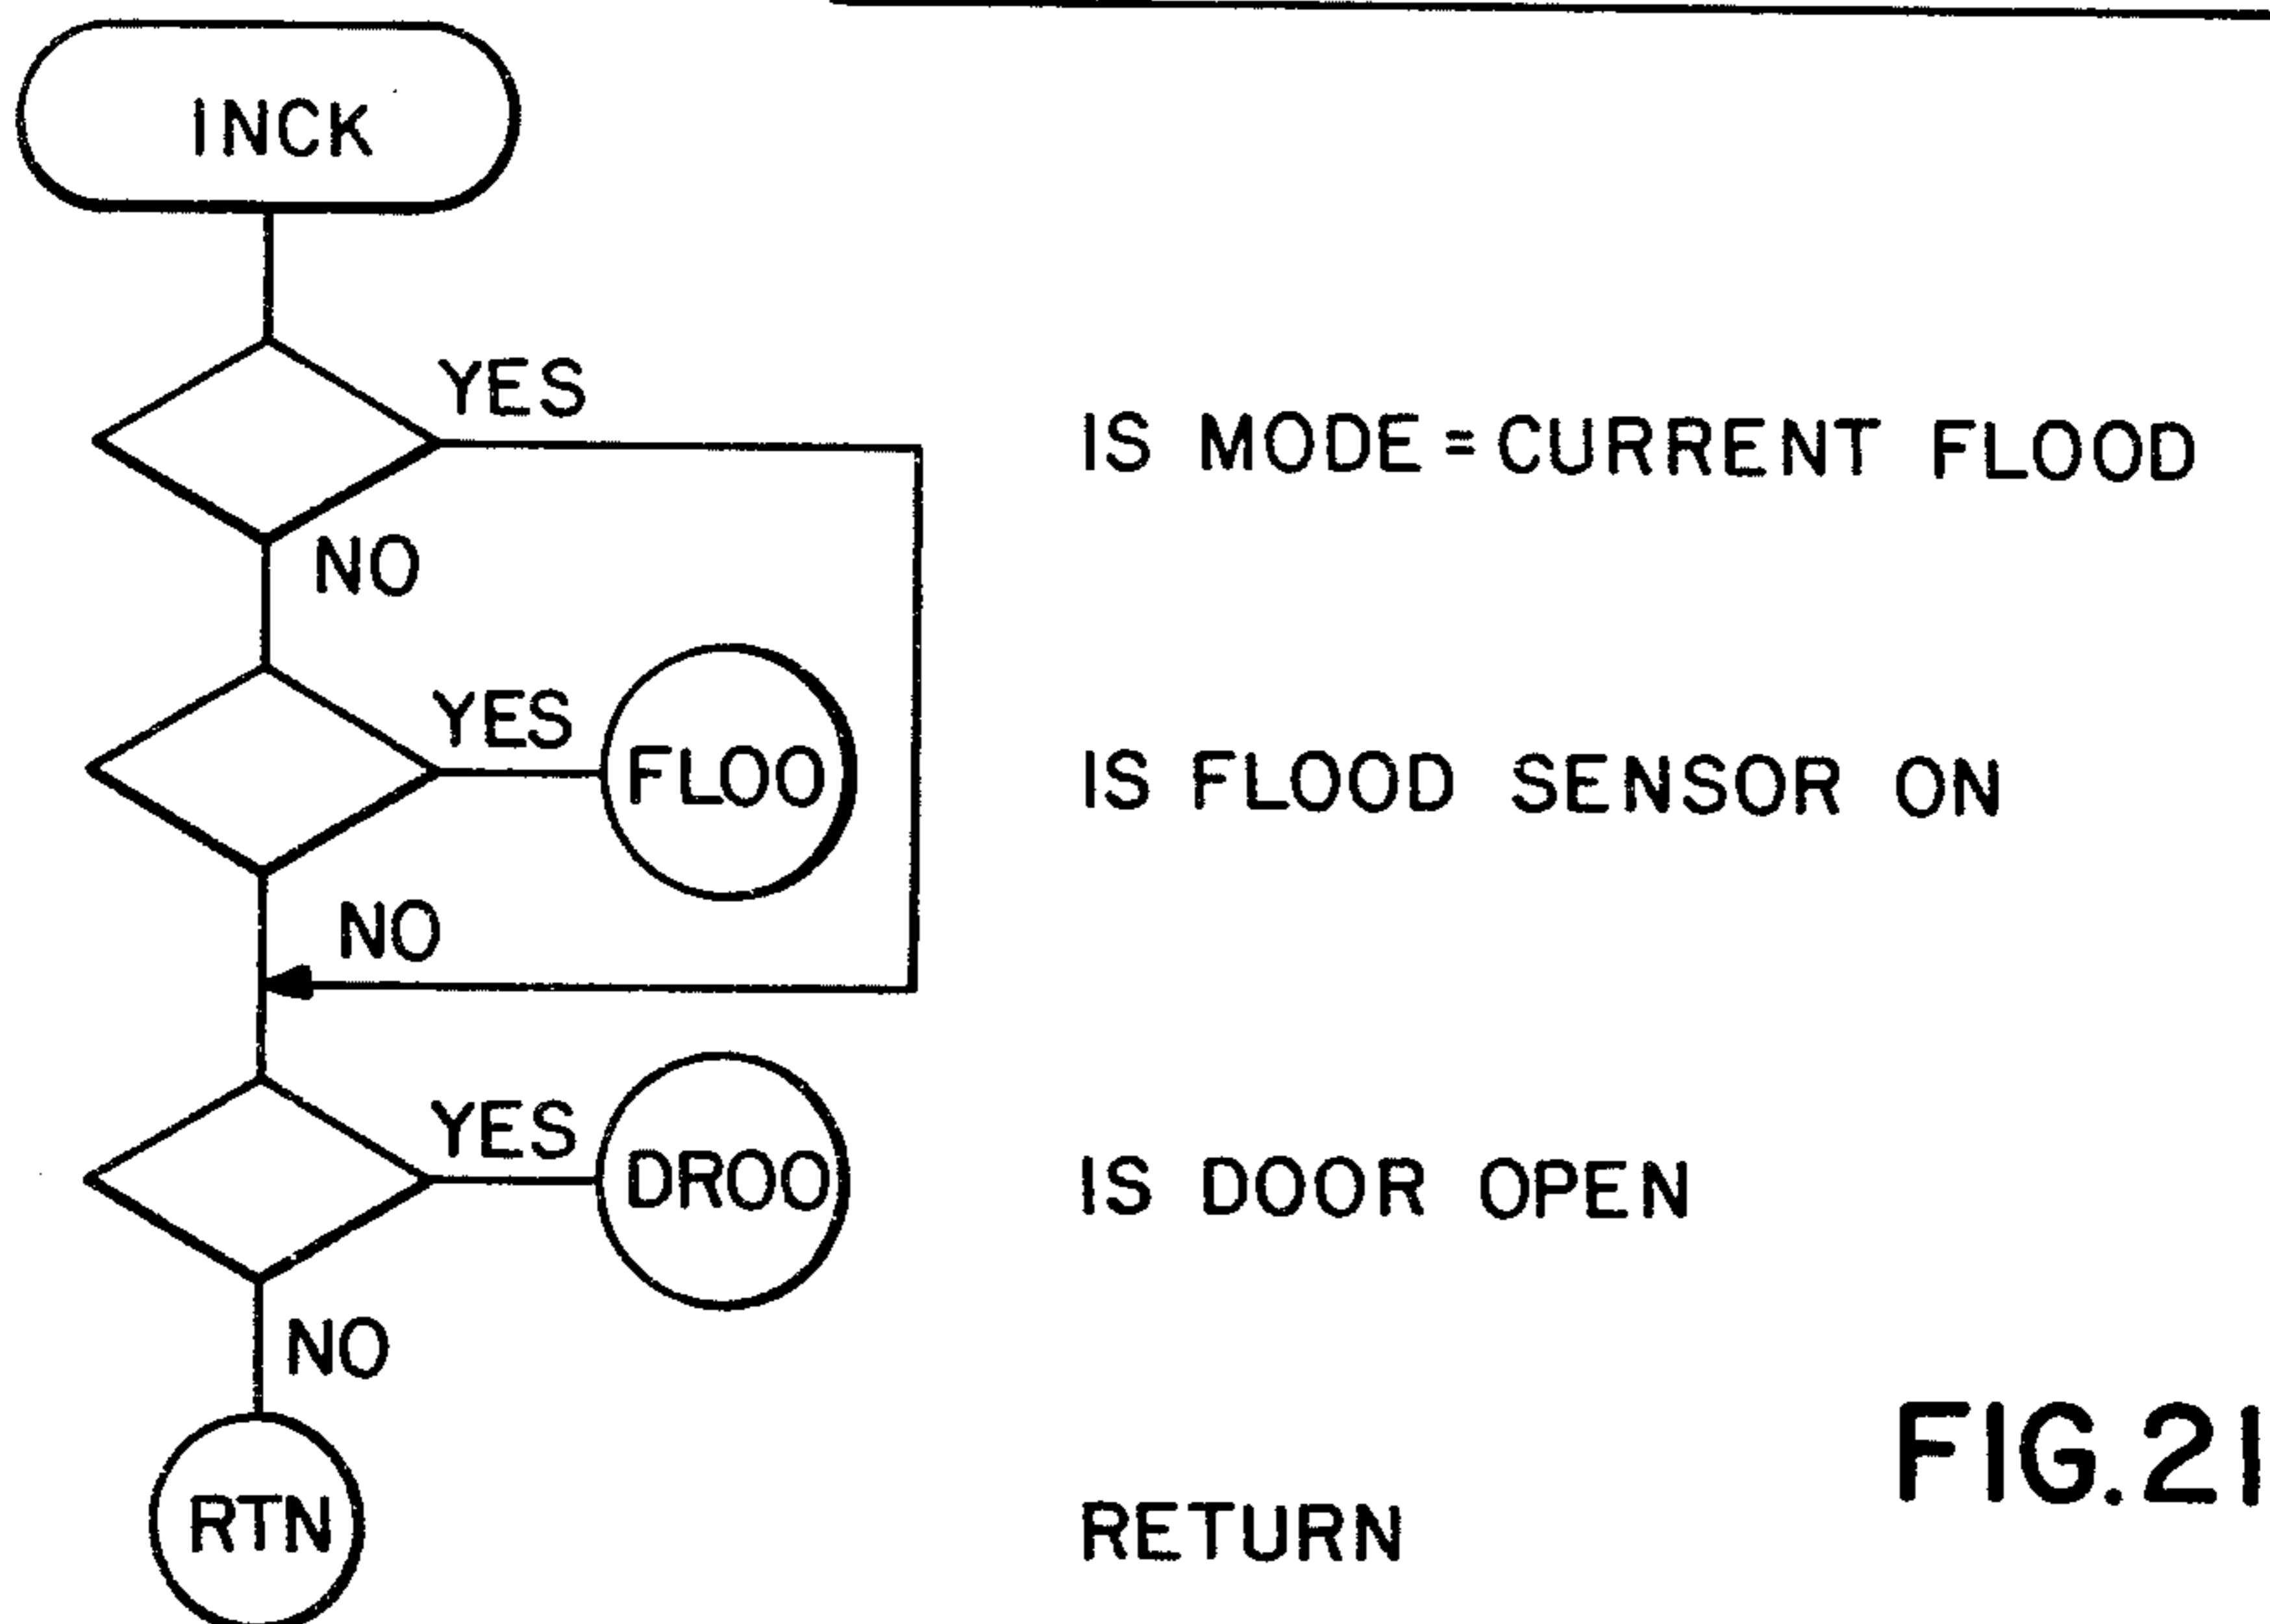 INCK
YES
IS MODE = CURRENT FLOOD
NO
YES
FLOO
IS FLOOD SENSOR ON
NO
YES
DROO
IS DOOR OPEN
NO
RTN
RETURN
FIG. 21